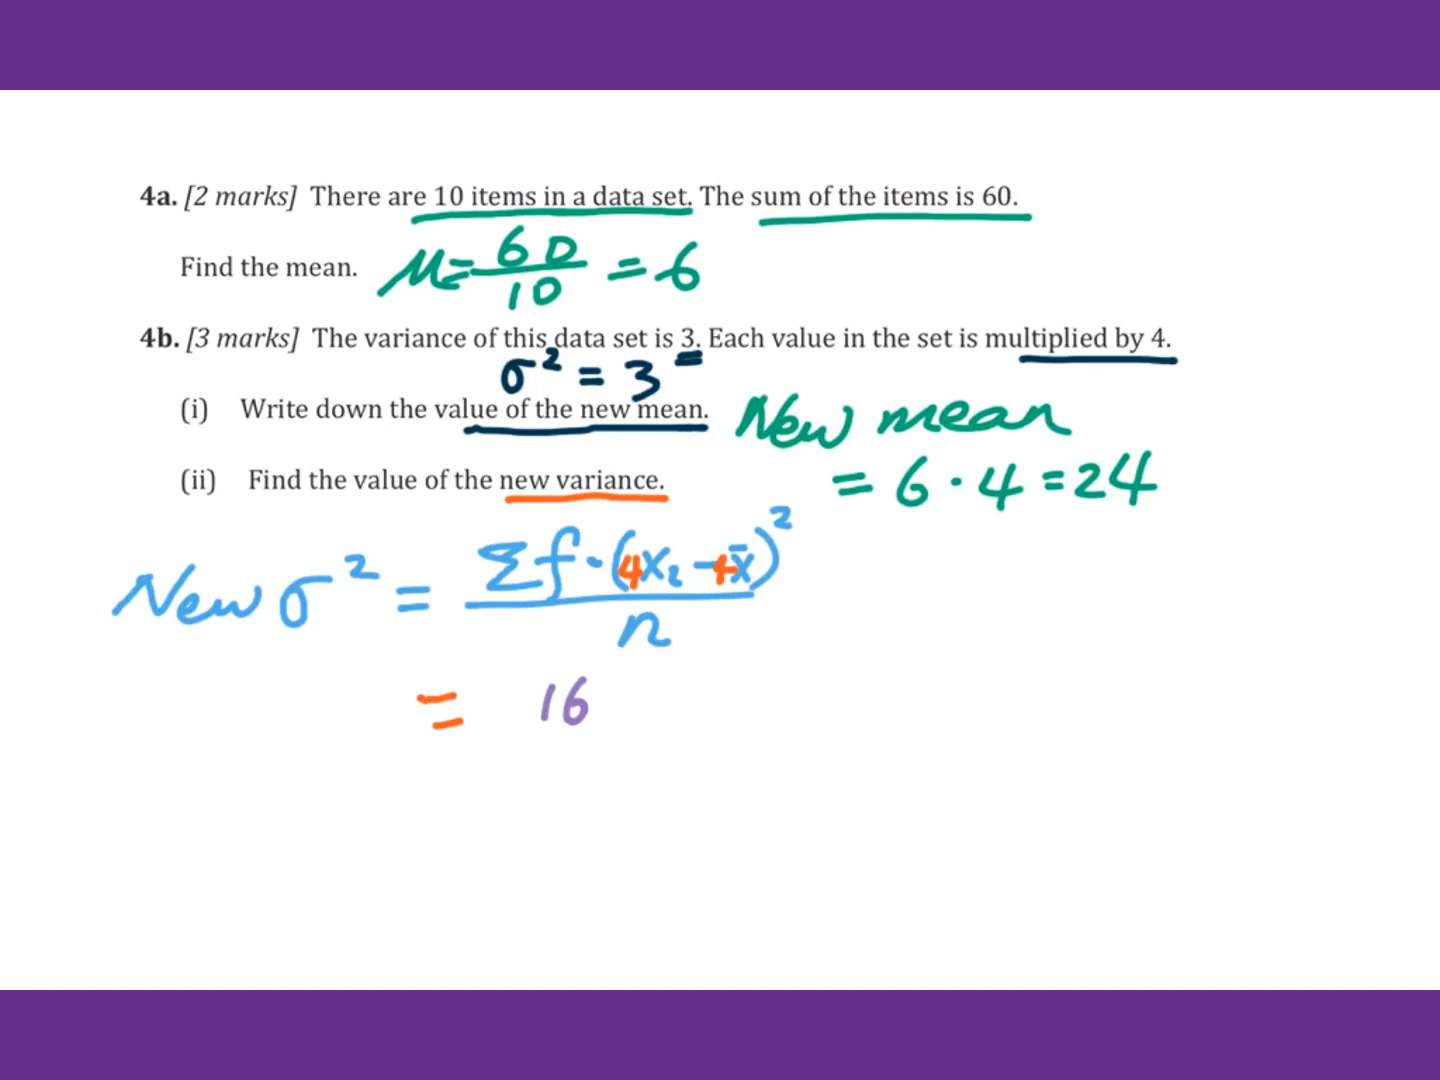 4a. [2 marks] There are 10 items in a data set. The sum of the items is 60.
Find the mean. μ = 60/10 = 6
4b. [3 marks] The variance of this data set is 3. Each value in the set is multiplied by 4.
σ² = 3
(i) Write down the value of the new mean. New mean
= 6 · 4 = 24
(ii) Find the value of the new variance.
New σ² = Σf · (4x₂ − 4x̄)² / n
= 16